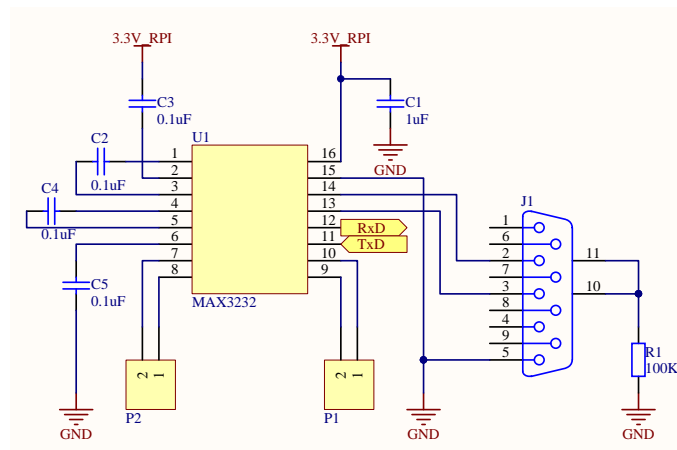 3.3V_RPI 3.3V_RPI
C3
0.1uF
C1
1uF
GND
C2
0.1uF
U1
1 16
2 15
3 14
4 13
5 12 RxD
6 11 TxD
7 10
8 9
MAX3232
C4
0.1uF
C5
0.1uF
J1
1
6
2 11
7
3 10
8
4
9
5
R1
100K
2 1
P2
2 1
P1
GND GND GND